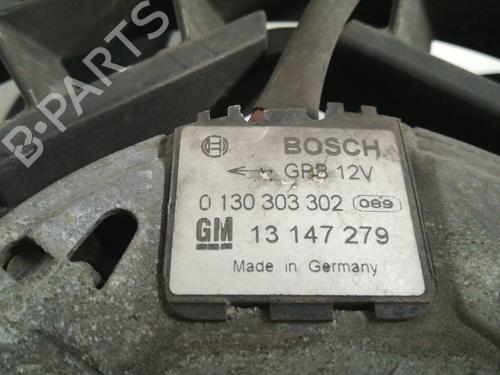 B-PARTS
BOSCH
← GPB 12V
0 130 303 302 089
GM 13 147 279
Made in Germany